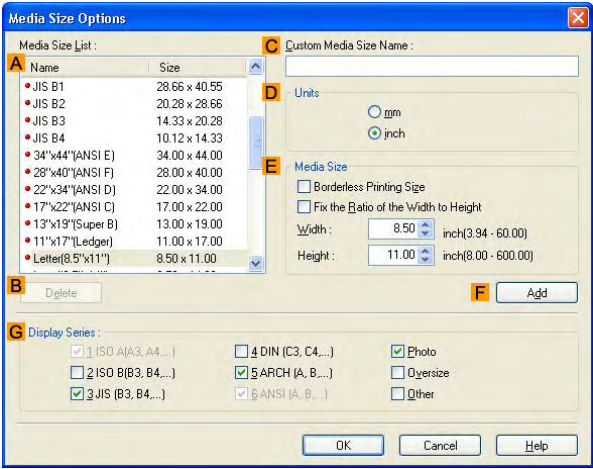 Media Size Options
Media Size List :
A
Name Size
JIS B1 28.66 x 40.55
JIS B2 20.28 x 28.66
JIS B3 14.33 x 20.28
JIS B4 10.12 x 14.33
34"x44"(ANSI E) 34.00 x 44.00
28"x40"(ANSI F) 28.00 x 40.00
22"x34"(ANSI D) 22.00 x 34.00
17"x22"(ANSI C) 17.00 x 22.00
13"x19"(Super B) 13.00 x 19.00
11"x17"(Ledger) 11.00 x 17.00
Letter(8.5"x11") 8.50 x 11.00
B
Delete
C Custom Media Size Name :
D Units
mm
inch
E Media Size
Borderless Printing Size
Fix the Ratio of the Width to Height
Width : 8.50 inch(3.94 - 60.00)
Height : 11.00 inch(8.00 - 600.00)
F Add
G Display Series :
1 ISO A(A3, A4,...) 4 DIN (C3, C4,...) Photo
2 ISO B(B3, B4,...) 5 ARCH (A, B,...) Oversize
3 JIS (B3, B4,...) 6 ANSI (A, B,...) Other
OK Cancel Help